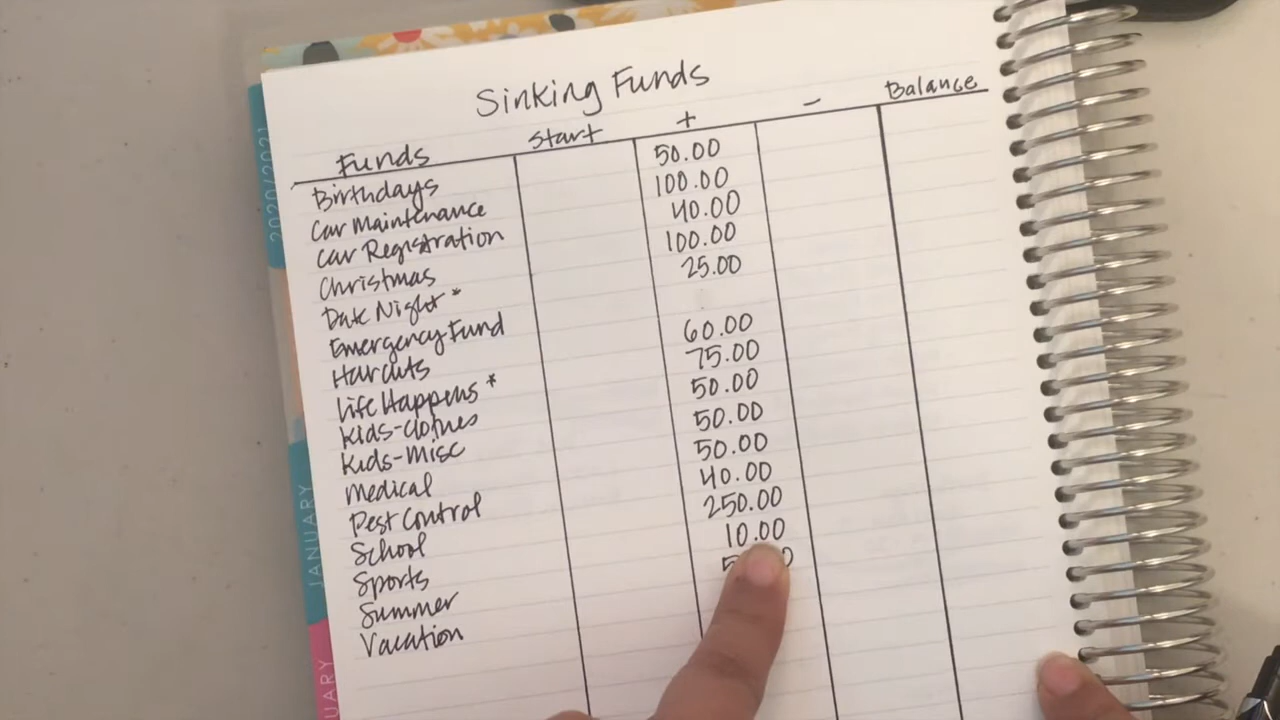 Sinking Funds
Funds Start + - Balance
Birthdays 50.00
Car Maintenance 100.00
Car Registration 40.00
Christmas 100.00
Date Night * 25.00
Emergency Fund
Haircuts 60.00
Life Happens * 75.00
Kids-Clothes 50.00
Kids-Misc 50.00
Medical 50.00
Pest Control 40.00
School 250.00
Sports 10.00
Summer
Vacation
2020/2021
JANUARY
UARY